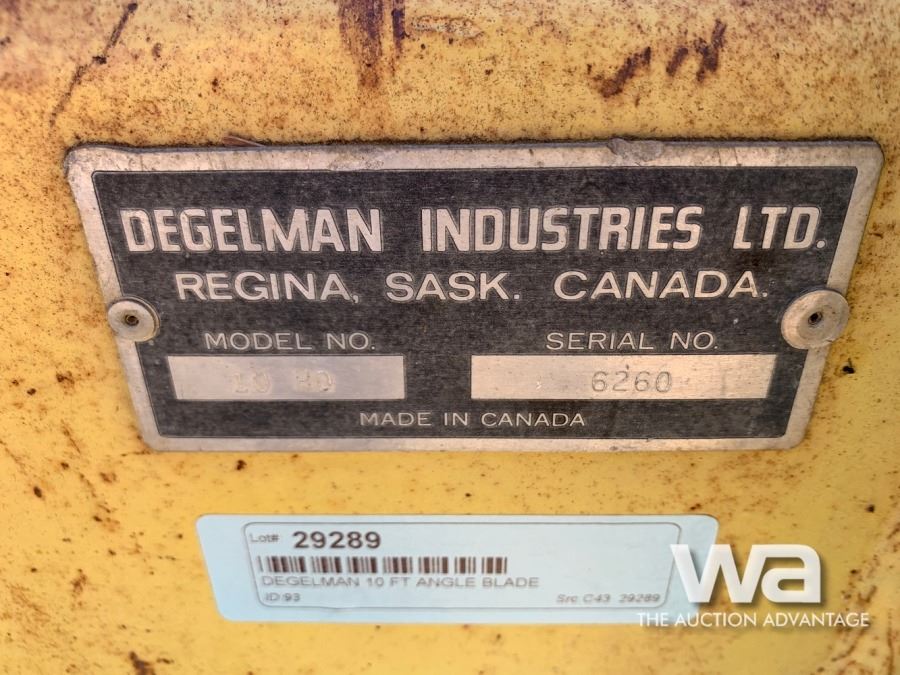 DEGELMAN INDUSTRIES LTD.
REGINA, SASK. CANADA.
MODEL NO. SERIAL NO.
6260
MADE IN CANADA
Lot# 29289
DEGELMAN 10 FT ANGLE BLADE
ID:93 Src C43 29289
wa
THE AUCTION ADVANTAGE